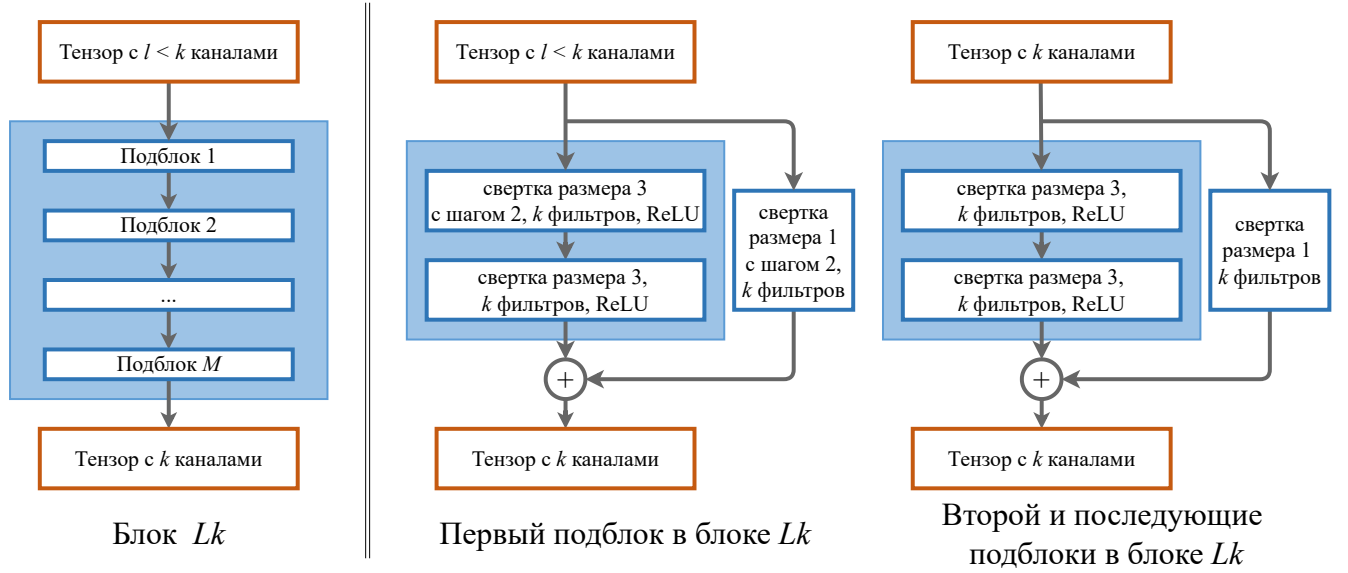 Тензор с l < k каналами
Подблок 1
Подблок 2
...
Подблок M
Тензор с k каналами
Блок Lk
Тензор с l < k каналами
свертка размера 3
с шагом 2, k фильтров, ReLU
свертка размера 3,
k фильтров, ReLU
свертка
размера 1
с шагом 2,
k фильтров
+
Тензор с k каналами
Первый подблок в блоке Lk
Тензор с k каналами
свертка размера 3,
k фильтров, ReLU
свертка размера 3,
k фильтров, ReLU
свертка
размера 1
k фильтров
+
Тензор с k каналами
Второй и последующие
подблоки в блоке Lk